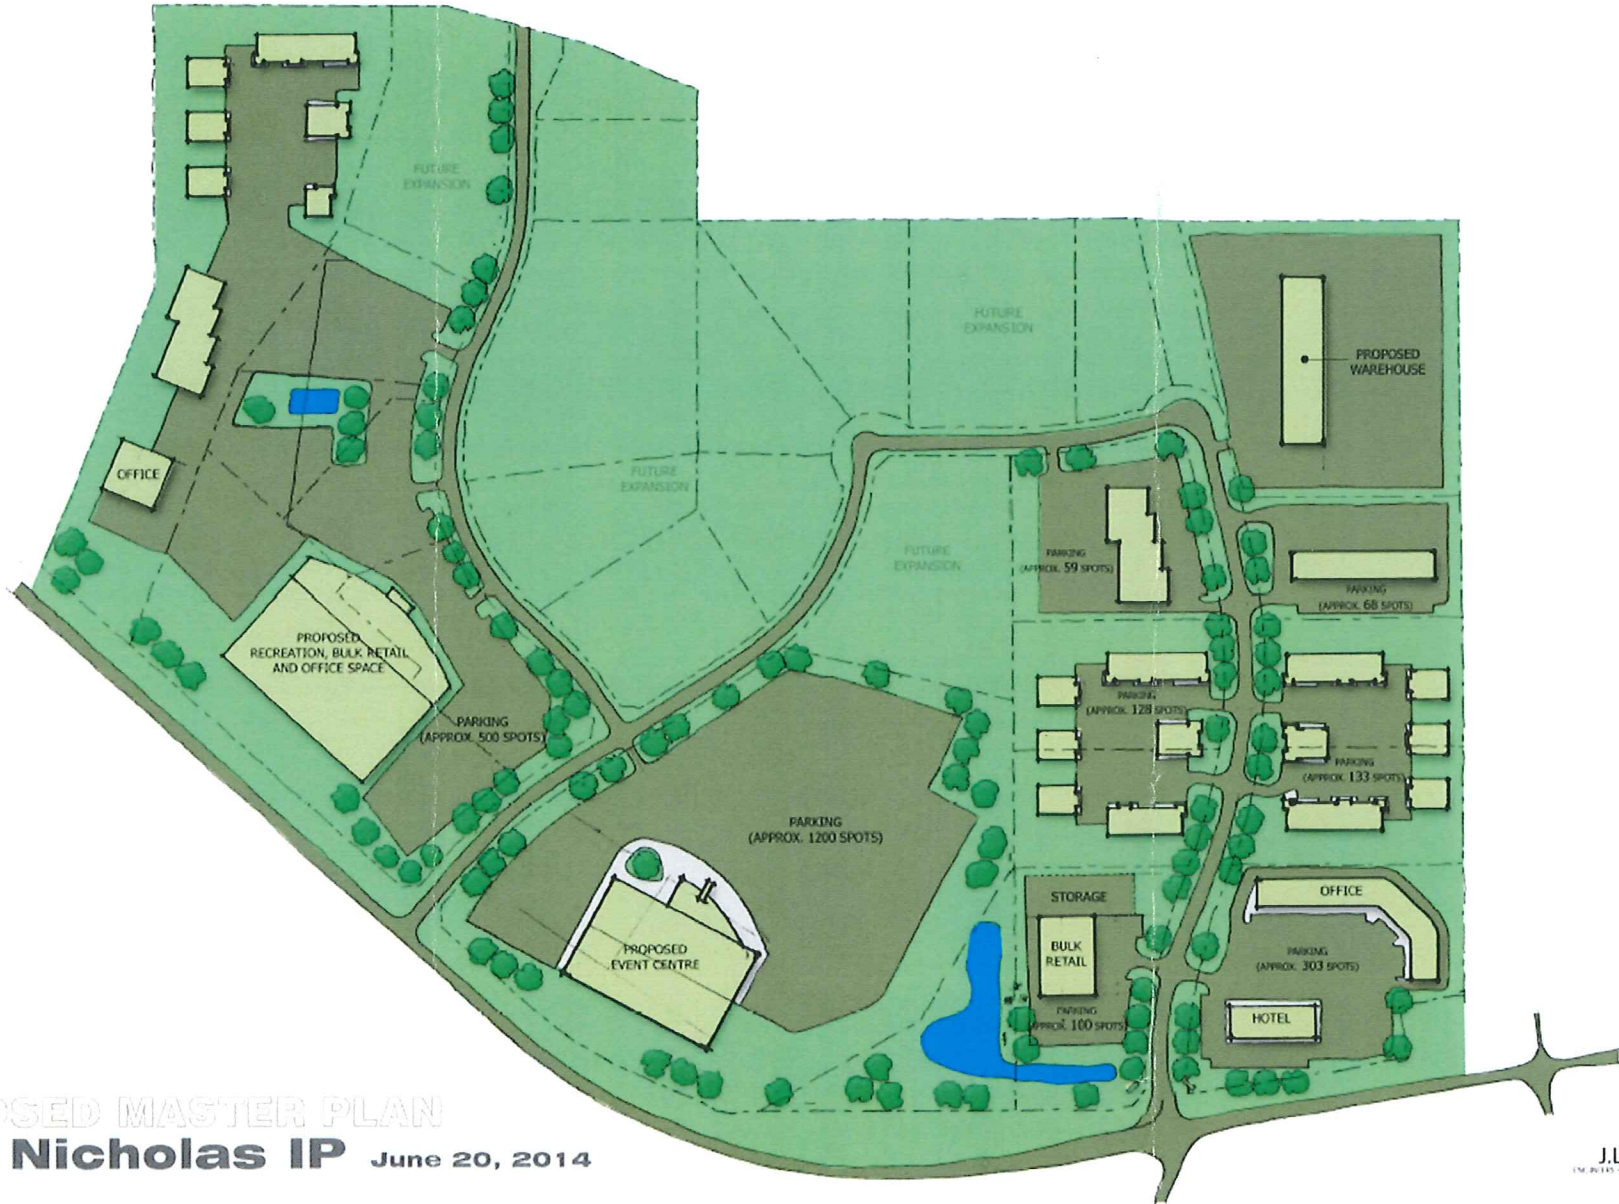 FUTURE
EXPANSION
FUTURE
EXPANSION
PROPOSED
WAREHOUSE
OFFICE
FUTURE
EXPANSION
FUTURE
EXPANSION
PARKING
(APPROX. 59 SPOTS)
PARKING
(APPROX. 68 SPOTS)
PROPOSED
RECREATION, BULK RETAIL
AND OFFICE SPACE
PARKING
(APPROX. 500 SPOTS)
PARKING
(APPROX. 128 SPOTS)
PARKING
(APPROX. 133 SPOTS)
PARKING
(APPROX. 1200 SPOTS)
STORAGE
OFFICE
BULK
RETAIL
PARKING
(APPROX. 303 SPOTS)
PROPOSED
EVENT CENTRE
PARKING
APPROX. 100 SPOTS)
HOTEL
OSED MASTER PLAN
Nicholas IP June 20, 2014
J.L